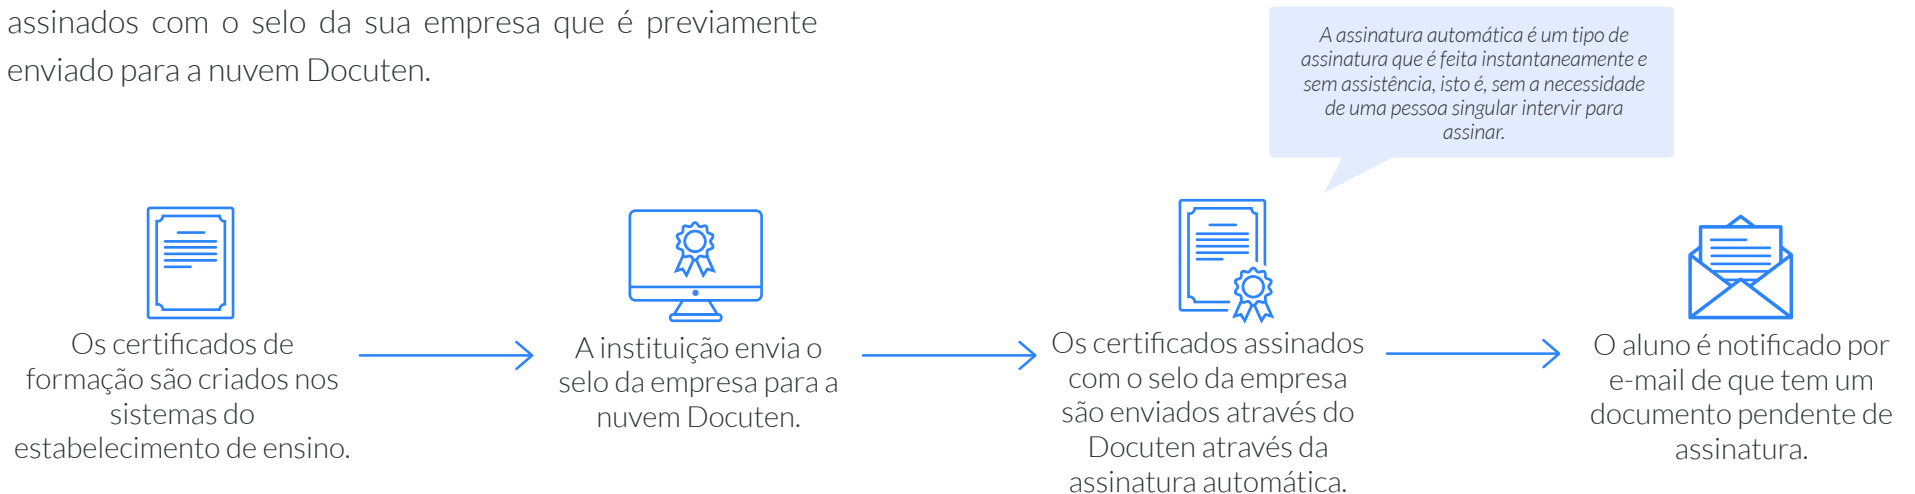 assinados com o selo da sua empresa que é previamente
enviado para a nuvem Docuten.
A assinatura automática é um tipo de
assinatura que é feita instantaneamente e
sem assistência, isto é, sem a necessidade
de uma pessoa singular intervir para
assinar.
Os certificados de
formação são criados nos
sistemas do
estabelecimento de ensino.
A instituição envia o
selo da empresa para a
nuvem Docuten.
Os certificados assinados
com o selo da empresa
são enviados através do
Docuten através da
assinatura automática.
O aluno é notificado por
e-mail de que tem um
documento pendente de
assinatura.